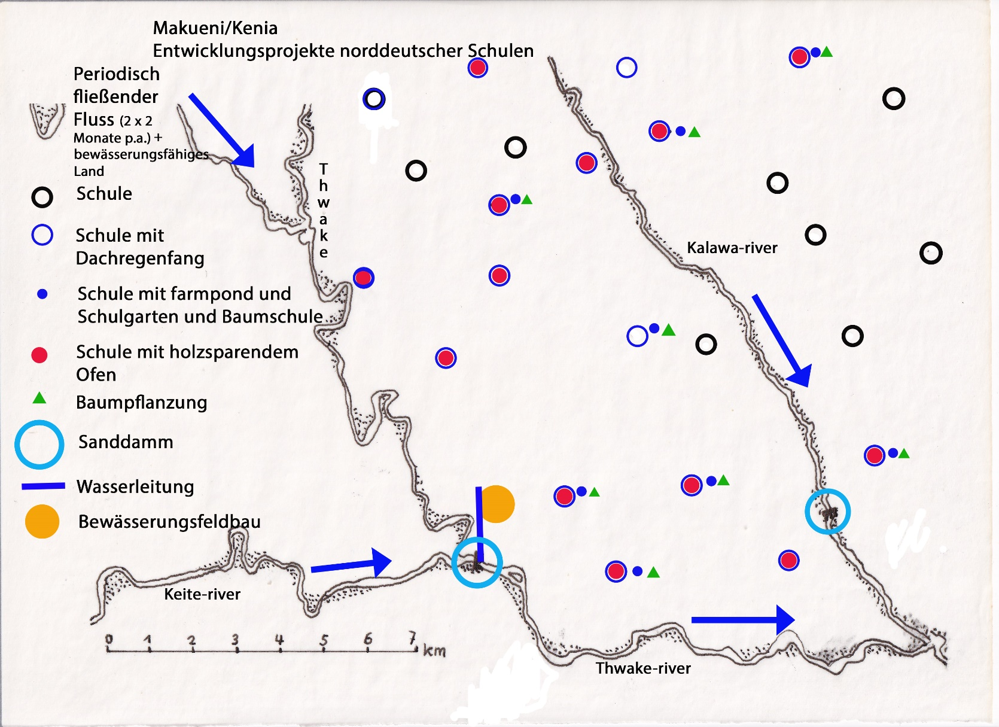 Makueni/Kenia
Entwicklungsprojekte norddeutscher Schulen
Periodisch
fließender
Fluss (2 x 2
Monate p.a.) +
bewässerungsfähiges
Land
Schule
Schule mit
Dachregenfang
Schule mit farmpond und
Schulgarten und Baumschule
Schule mit holzsparendem
Ofen
Baumpflanzung
Sanddamm
Wasserleitung
Bewässerungsfeldbau
Thwake
Kalawa-river
Keite-river
Thwake-river
0 1 2 3 4 5 6 7 km